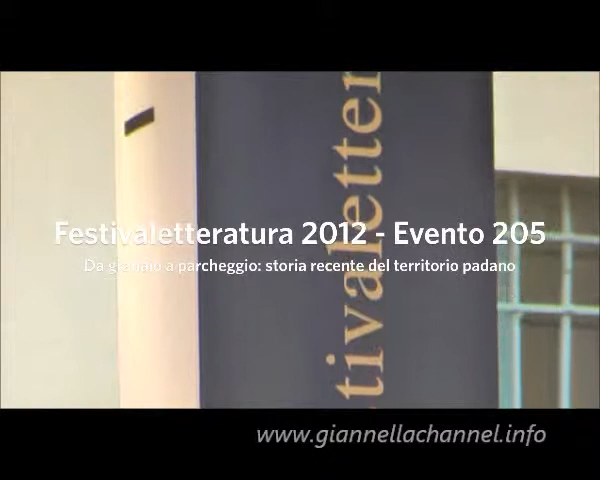 tivaletter
Festivaletteratura 2012 - Evento 205
Da granaio a parcheggio: storia recente del territorio padano
www.giannellachannel.info